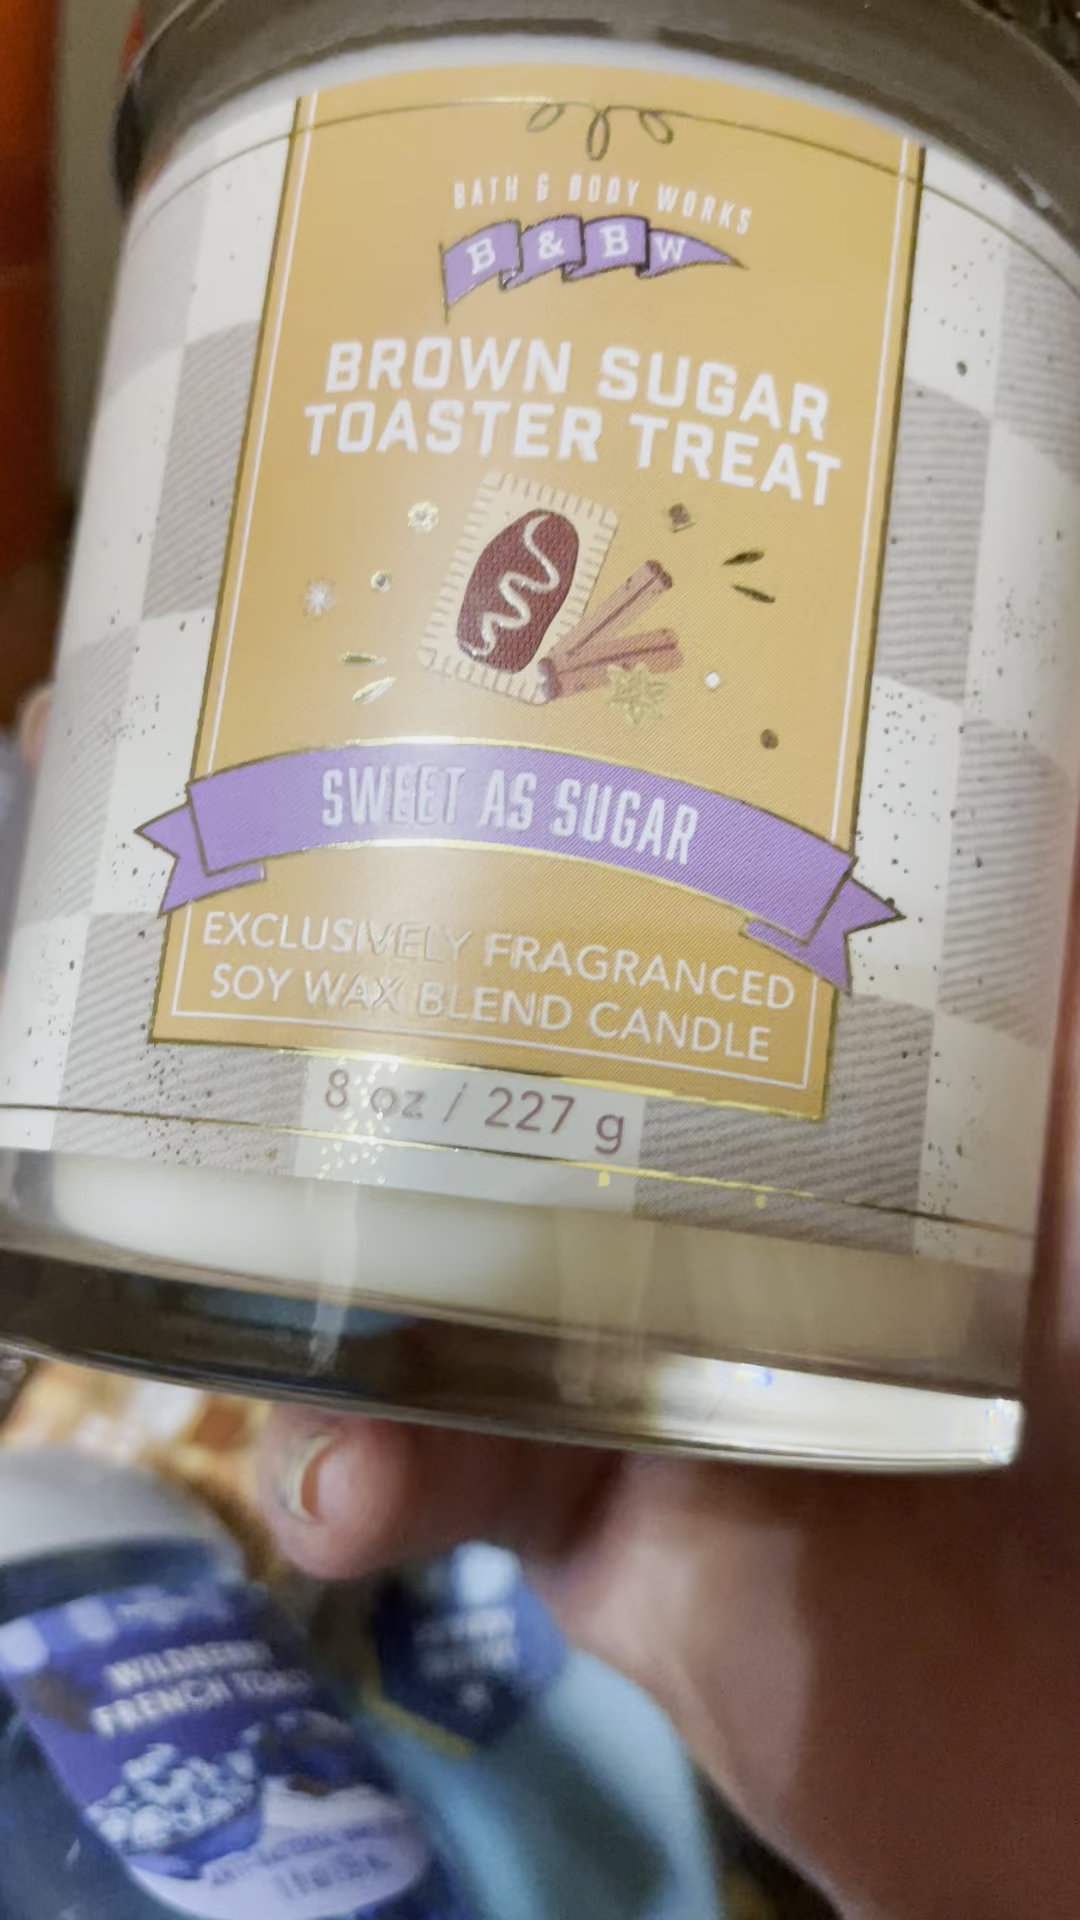 BATH & BODY WORKS
B & B W
BROWN SUGAR
TOASTER TREAT
SWEET AS SUGAR
EXCLUSIVELY FRAGRANCED
SOY WAX BLEND CANDLE
8 oz / 227 g
WILDBERRY
FRENCH TOAST